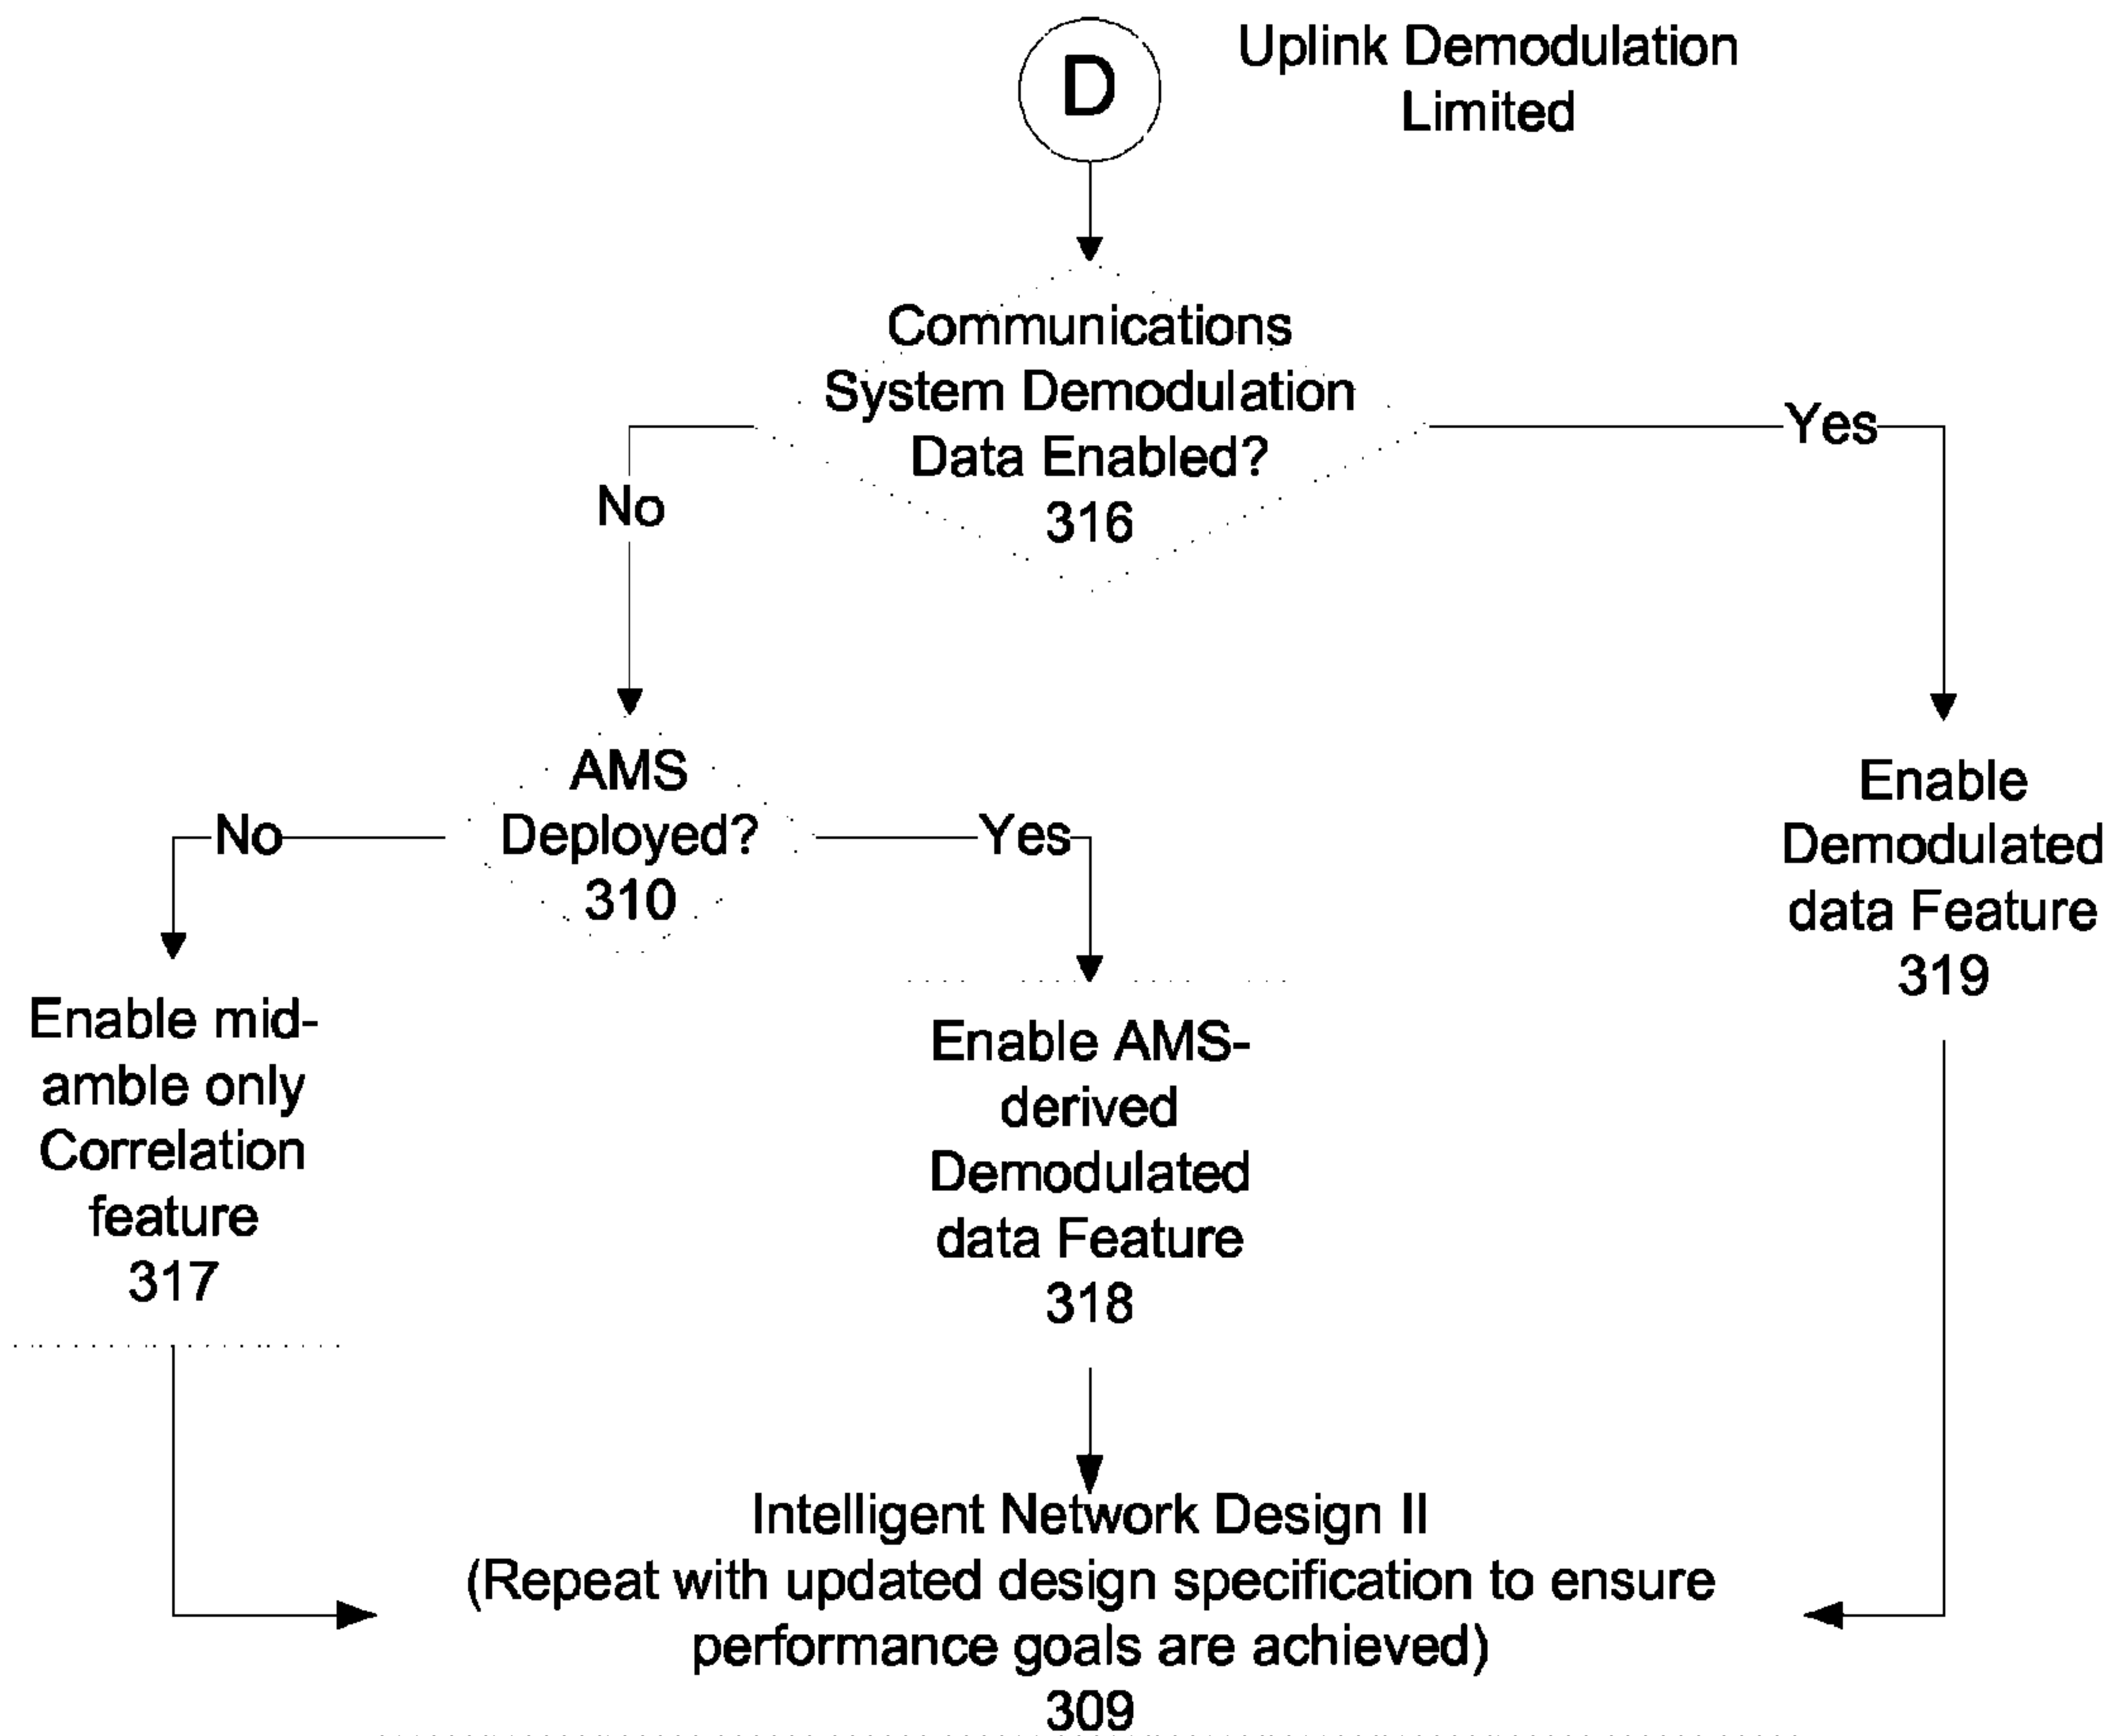 D
Uplink Demodulation
Limited
Communications
System Demodulation
Data Enabled?
316
Yes
No
AMS
Deployed?
310
No
Yes
Enable
Demodulated
data Feature
319
Enable mid-
amble only
Correlation
feature
317
Enable AMS-
derived
Demodulated
data Feature
318
Intelligent Network Design II
(Repeat with updated design specification to ensure
performance goals are achieved)
309